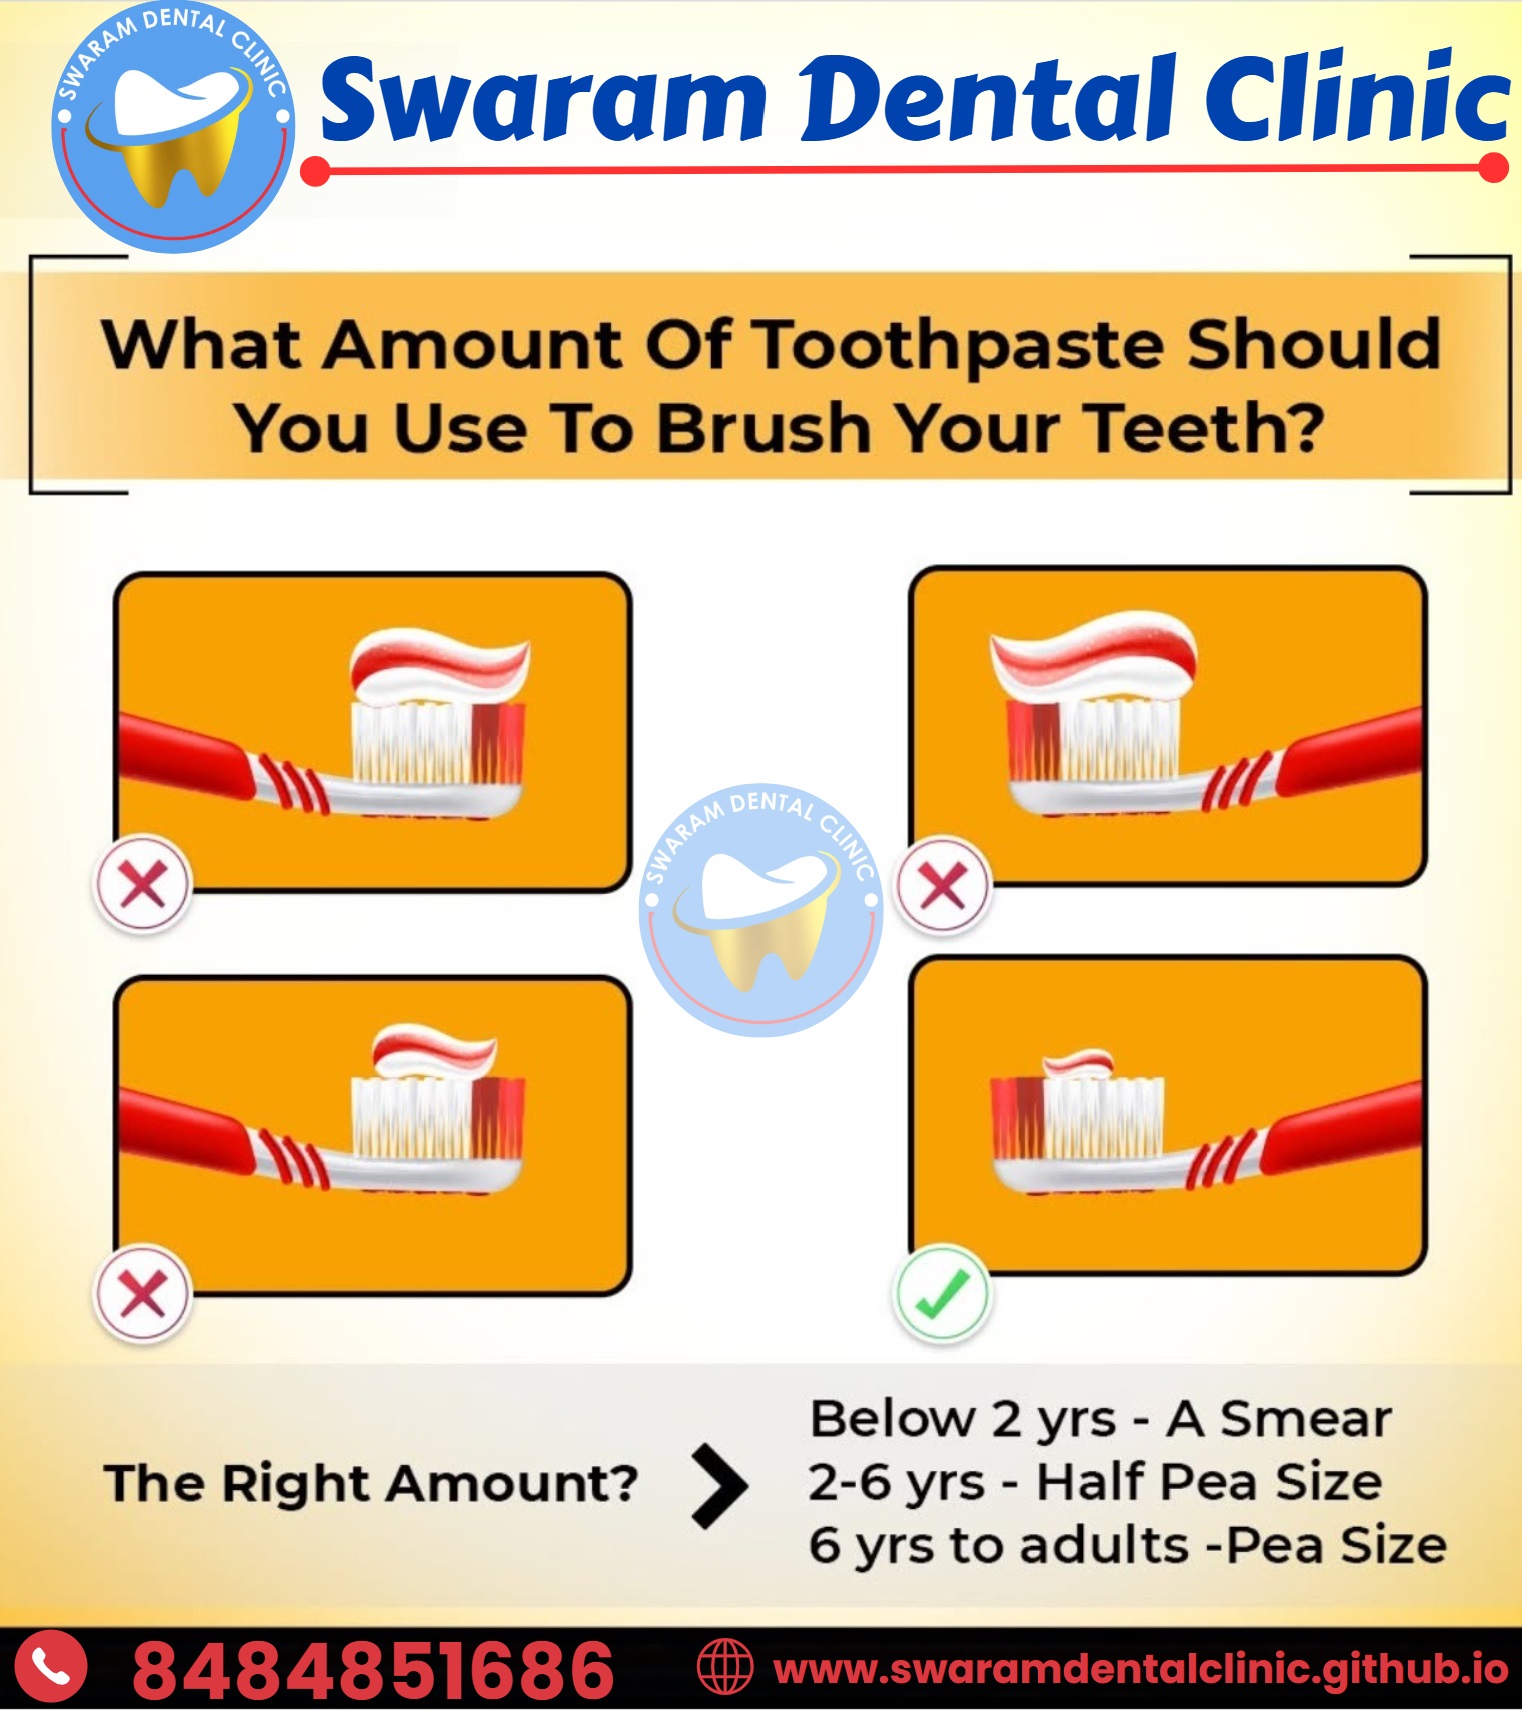 SWARAM DENTAL CLINIC
Swaram Dental Clinic
What Amount Of Toothpaste Should
You Use To Brush Your Teeth?
SWARAM DENTAL CLINIC
The Right Amount?
Below 2 yrs - A Smear
2-6 yrs - Half Pea Size
6 yrs to adults -Pea Size
8484851686
www.swaramdentalclinic.github.io